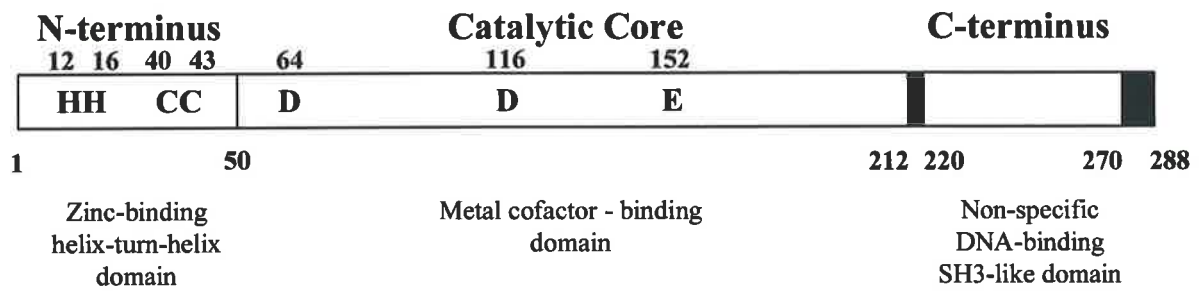 N-terminus Catalytic Core C-terminus
12 16 40 43 64 116 152
HH CC D D E
1 50 212 220 270 288
Zinc-binding
helix-turn-helix
domain
Metal cofactor - binding
domain
Non-specific
DNA-binding
SH3-like domain